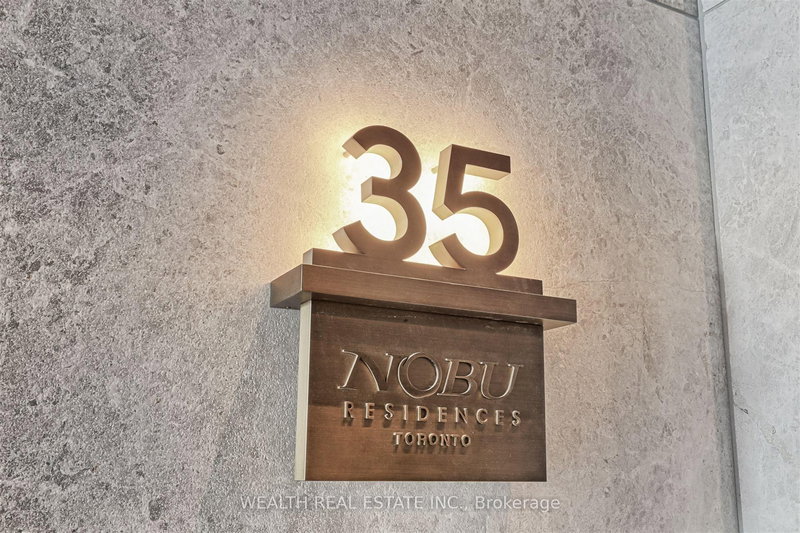 35
NOBU
RESIDENCES
TORONTO
WEALTH REAL ESTATE INC., Brokerage